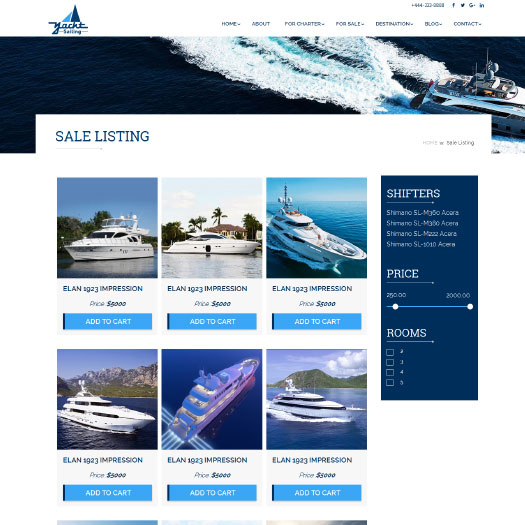 +444-333-8888
Yacht
Sailing
HOME ABOUT FOR CHARTER FOR SALE DESTINATION BLOG CONTACT
SALE LISTING
HOME Sale Listing
ELAN 1923 IMPRESSION
Price $5000
ADD TO CART
ELAN 1923 IMPRESSION
Price $5000
ADD TO CART
ELAN 1923 IMPRESSION
Price $5000
ADD TO CART
ELAN 1923 IMPRESSION
Price $5000
ADD TO CART
ELAN 1923 IMPRESSION
Price $5000
ADD TO CART
ELAN 1923 IMPRESSION
Price $5000
ADD TO CART
SHIFTERS
Shimano SL-M360 Acera
Shimano SL-M360 Acera
Shimano SL-M222 Acera
Shimano SL-1010 Acera
PRICE
250.00 2000.00
ROOMS
2
3
4
5